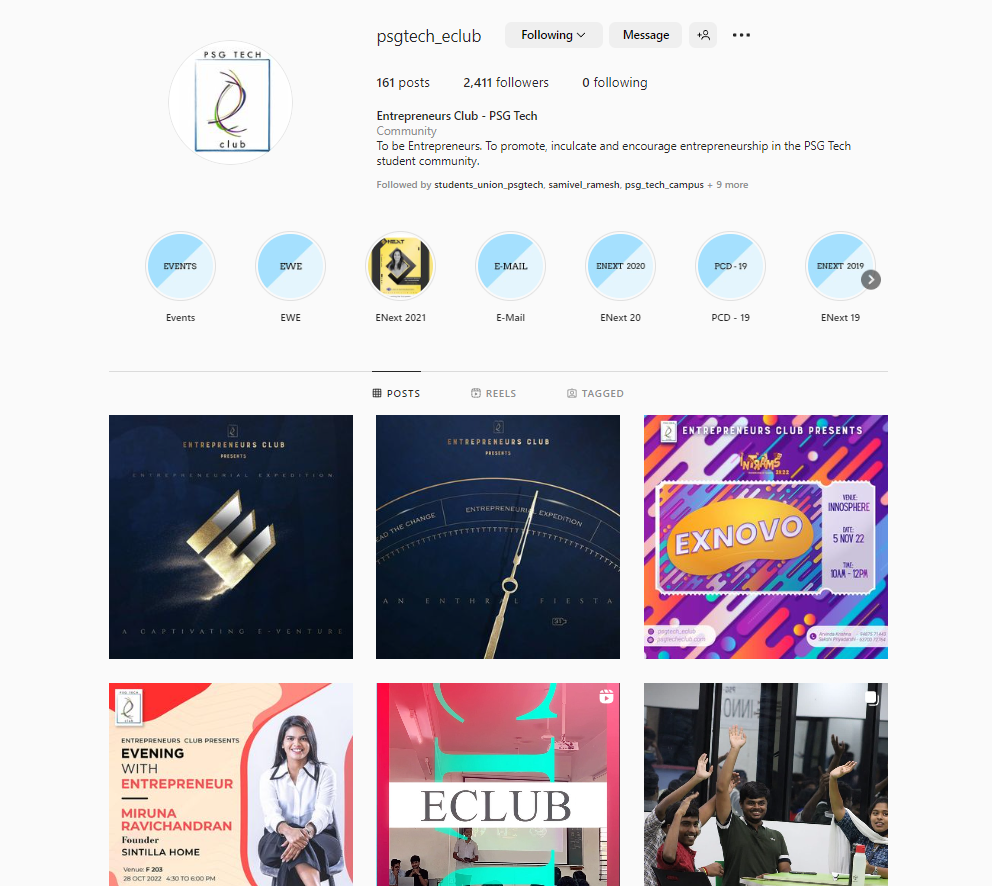 PSG TECH
club
psgtech_eclub
Following
Message
161 posts
2,411 followers
0 following
Entrepreneurs Club - PSG Tech
Community
To be Entrepreneurs. To promote, inculcate and encourage entrepreneurship in the PSG Tech
student community.
Followed by students_union_psgtech, samivel_ramesh, psg_tech_campus + 9 more
EVENTS
EWE
ENEXT
E-MAIL
ENEXT 2020
PCD - 19
ENEXT 2019
Events
EWE
ENext 2021
E-Mail
ENext 20
PCD - 19
ENext 19
POSTS
REELS
TAGGED
ENTREPRENEURS CLUB
PRESENTS
ENTREPRENEURIAL EXPEDITION
A CAPTIVATING E-VENTURE
ENTREPRENEURS CLUB
PRESENTS
EAD THE CHANGE
ENTREPRENEURIAL EXPEDITION
AN ENTHR L FIESTA
ENTREPRENEURS CLUB PRESENTS
INTRAMS
2K22
EXNOVO
VENUE:
INNOSPHERE
DATE:
5 NOV 22
TIME:
10AM - 12PM
psgtech_eclub
psgtecheclub.com
PSG TECH
club
ENTREPRENEURS CLUB PRESENTS
EVENING
WITH
ENTREPRENEUR
MIRUNA
RAVICHANDRAN
Founder
SINTILLA HOME
Venue: F 203
28 OCT 2022 4:30 TO 6:00 PM
ECLUB